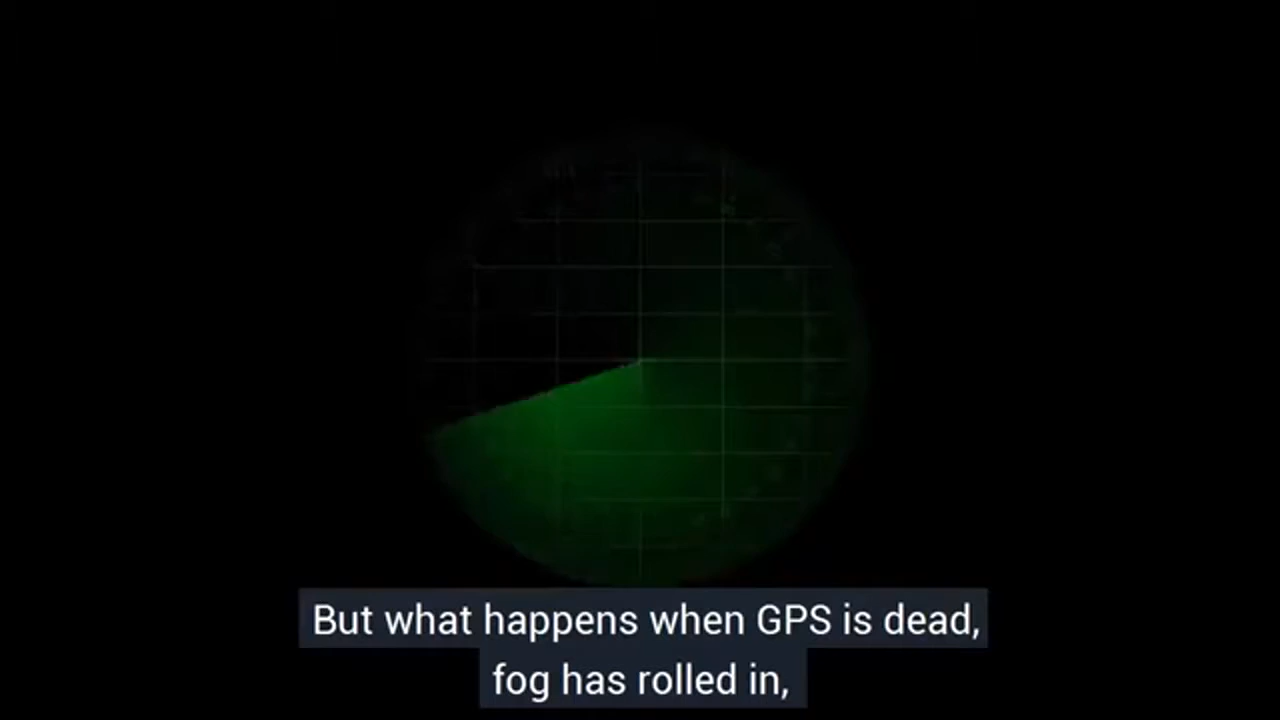 But what happens when GPS is dead,
fog has rolled in,